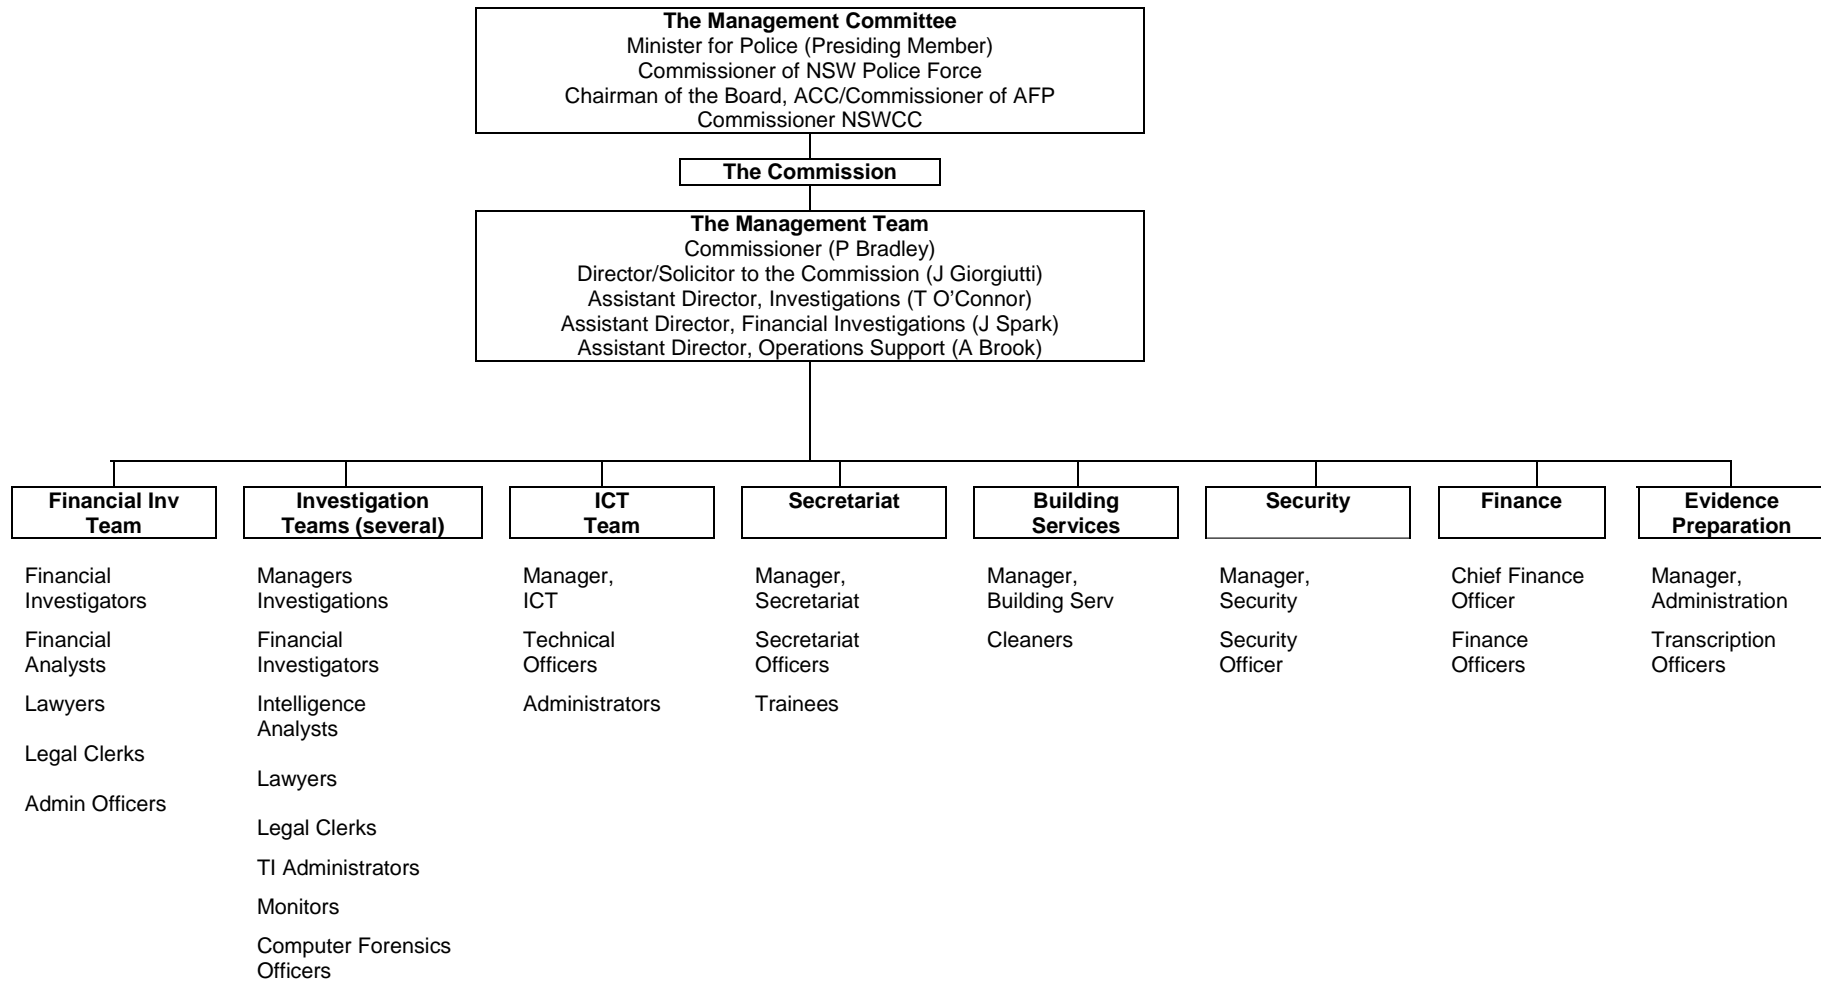 The Management Committee
Minister for Police (Presiding Member)
Commissioner of NSW Police Force
Chairman of the Board, ACC/Commissioner of AFP
Commissioner NSWCC
The Commission
The Management Team
Commissioner (P Bradley)
Director/Solicitor to the Commission (J Giorgiutti)
Assistant Director, Investigations (T O’Connor)
Assistant Director, Financial Investigations (J Spark)
Assistant Director, Operations Support (A Brook)
Financial Inv
Team
Financial
Investigators
Financial
Analysts
Lawyers
Legal Clerks
Admin Officers
Investigation
Teams (several)
Managers
Investigations
Financial
Investigators
Intelligence
Analysts
Lawyers
Legal Clerks
TI Administrators
Monitors
Computer Forensics
Officers
ICT
Team
Manager,
ICT
Technical
Officers
Administrators
Secretariat
Manager,
Secretariat
Secretariat
Officers
Trainees
Building
Services
Manager,
Building Serv
Cleaners
Security
Manager,
Security
Security
Officer
Finance
Chief Finance
Officer
Finance
Officers
Evidence
Preparation
Manager,
Administration
Transcription
Officers